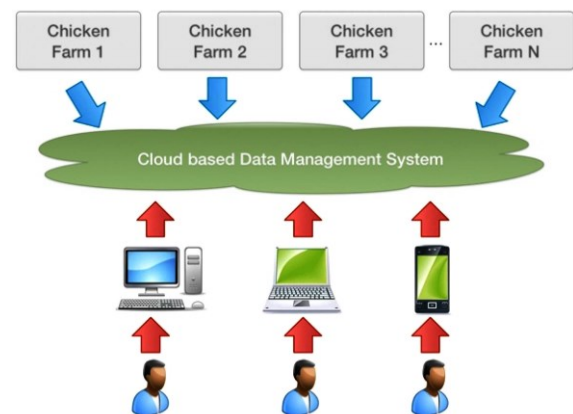 Chicken
Farm 1
Chicken
Farm 2
Chicken
Farm 3
...
Chicken
Farm N
Cloud based Data Management System